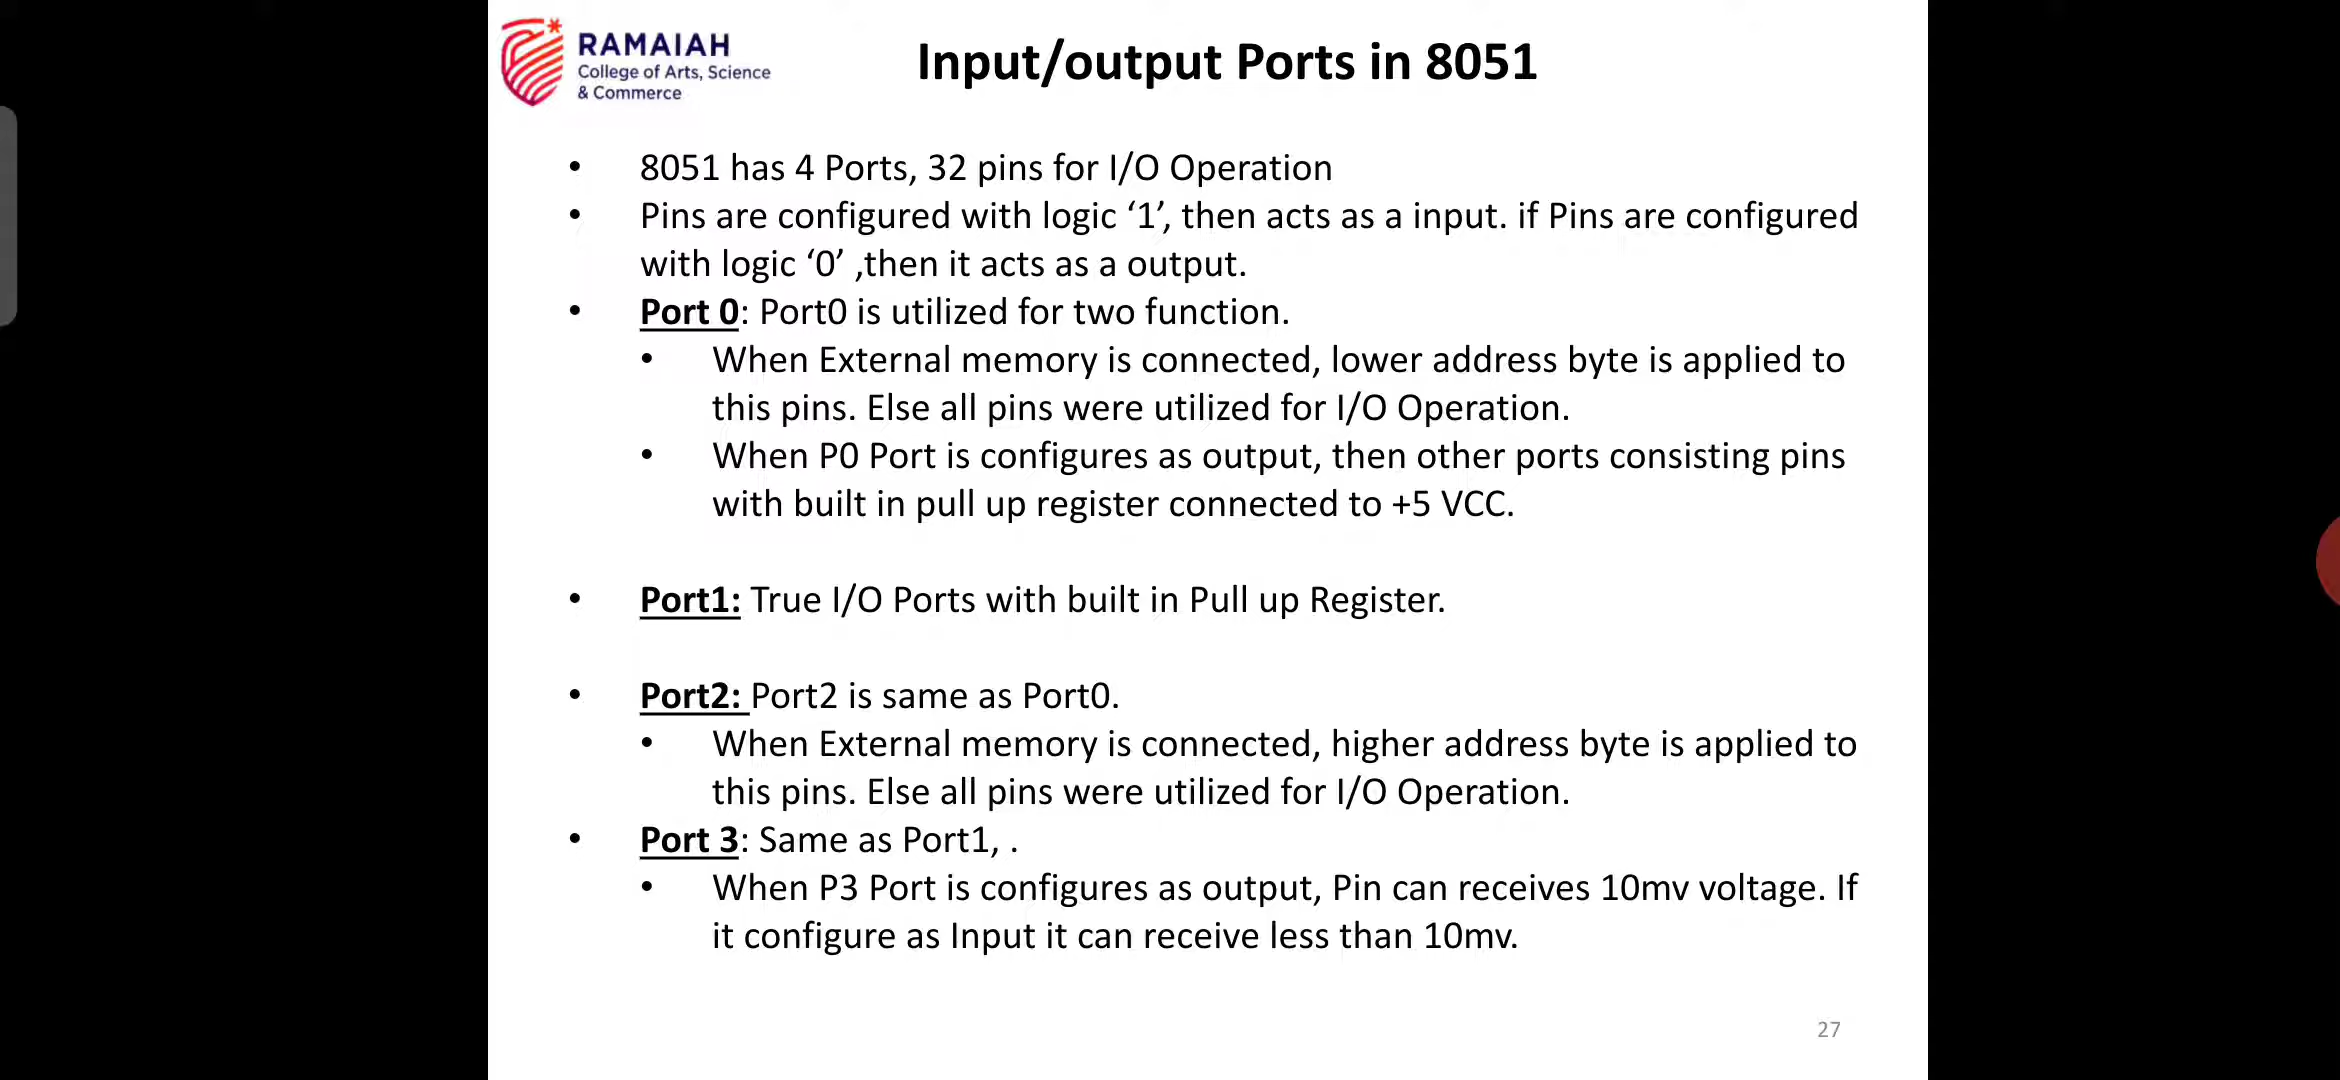 RAMAIAH
College of Arts, Science
& Commerce
Input/output Ports in 8051
• 8051 has 4 Ports, 32 pins for I/O Operation
• Pins are configured with logic ‘1’, then acts as a input. if Pins are configured
with logic ‘0’ ,then it acts as a output.
• Port 0: Port0 is utilized for two function.
• When External memory is connected, lower address byte is applied to
this pins. Else all pins were utilized for I/O Operation.
• When P0 Port is configures as output, then other ports consisting pins
with built in pull up register connected to +5 VCC.
• Port1: True I/O Ports with built in Pull up Register.
• Port2: Port2 is same as Port0.
• When External memory is connected, higher address byte is applied to
this pins. Else all pins were utilized for I/O Operation.
• Port 3: Same as Port1, .
• When P3 Port is configures as output, Pin can receives 10mv voltage. If
it configure as Input it can receive less than 10mv.
27